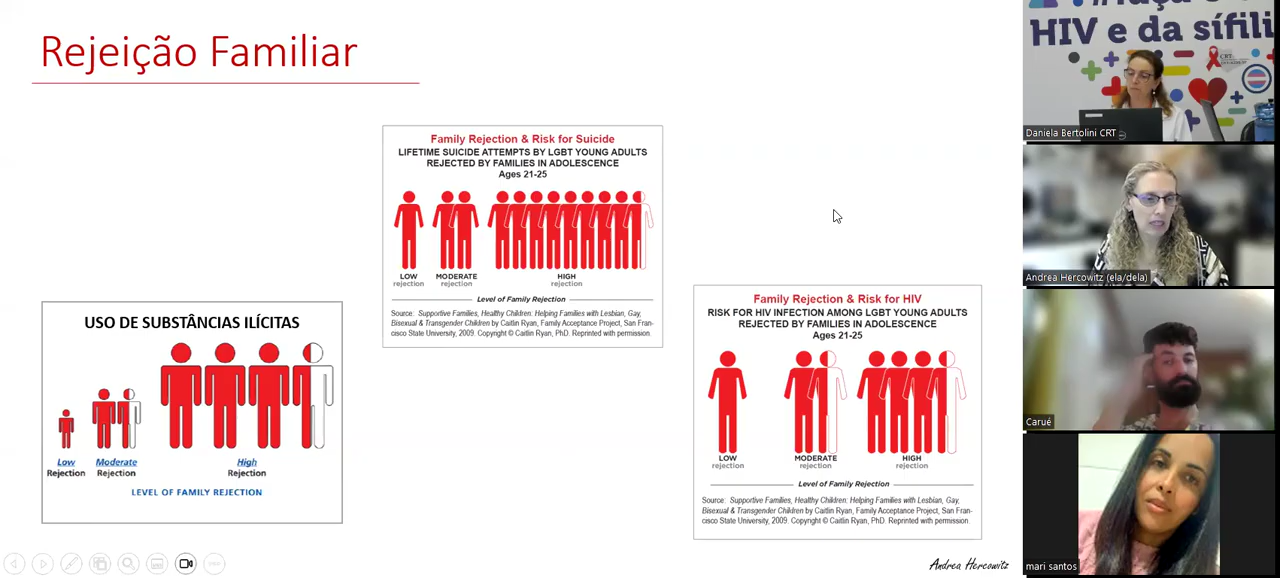 Rejeição Familiar
Family Rejection & Risk for Suicide
LIFETIME SUICIDE ATTEMPTS BY LGBT YOUNG ADULTS
REJECTED BY FAMILIES IN ADOLESCENCE
Ages 21-25
LOW
rejection
MODERATE
rejection
HIGH
rejection
Level of Family Rejection
Source: Supportive Families, Healthy Children: Helping Families with Lesbian, Gay,
Bisexual & Transgender Children by Caitlin Ryan, Family Acceptance Project, San Fran-
cisco State University, 2009. Copyright © Caitlin Ryan, PhD. Reprinted with permission.
USO DE SUBSTÂNCIAS ILÍCITAS
Low
Rejection
Moderate
Rejection
High
Rejection
LEVEL OF FAMILY REJECTION
Family Rejection & Risk for HIV
RISK FOR HIV INFECTION AMONG LGBT YOUNG ADULTS
REJECTED BY FAMILIES IN ADOLESCENCE
Ages 21-25
LOW
rejection
MODERATE
rejection
HIGH
rejection
Level of Family Rejection
Source: Supportive Families, Healthy Children: Helping Families with Lesbian, Gay,
Bisexual & Transgender Children by Caitlin Ryan, Family Acceptance Project, San Fran-
cisco State University, 2009. Copyright © Caitlin Ryan, PhD. Reprinted with permission.
Andrea Hercowitz
HIV e da sífili
CRT
Daniela Bertolini CRT
Andrea Hercowitz (ela/dela)
Carué
mari santos